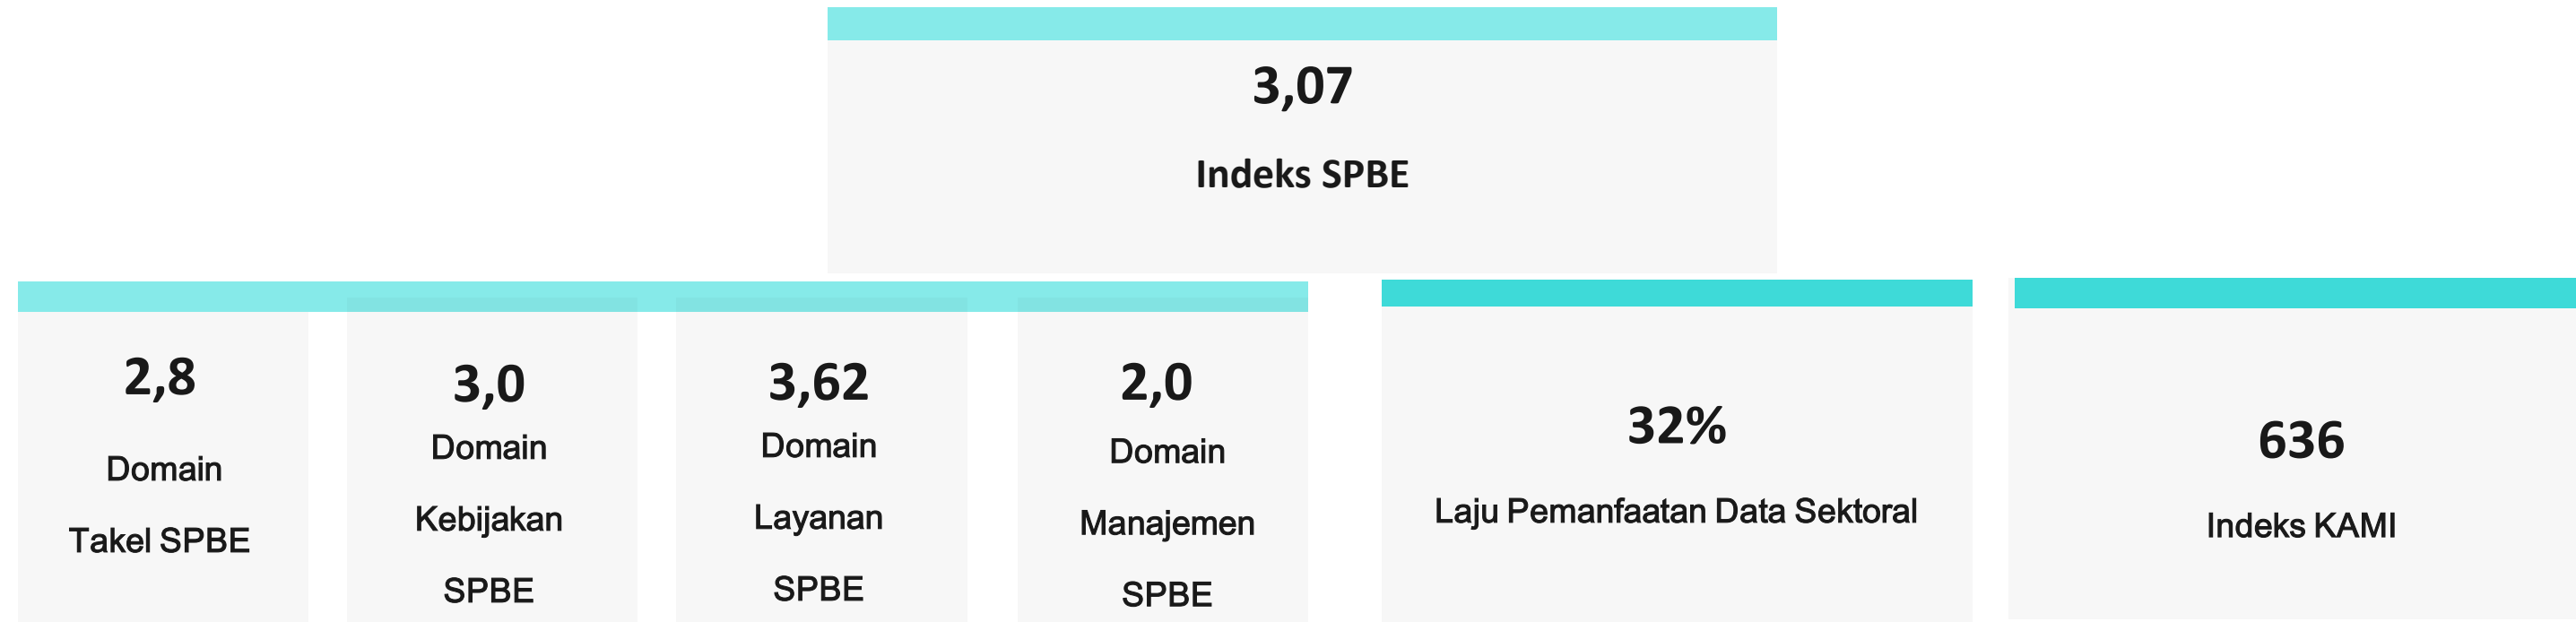 3,07
Indeks SPBE
2,8
Domain
Takel SPBE
3,0
Domain
Kebijakan
SPBE
3,62
Domain
Layanan
SPBE
2,0
Domain
Manajemen
SPBE
32%
Laju Pemanfaatan Data Sektoral
636
Indeks KAMI